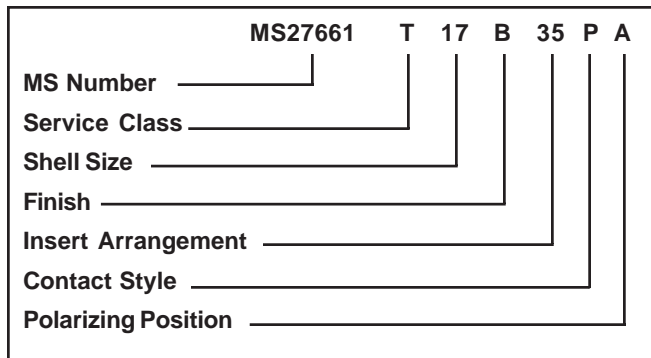 MS27661 T 17 B 35 P A
MS Number
Service Class
Shell Size
Finish
Insert Arrangement
Contact Style
Polarizing Position